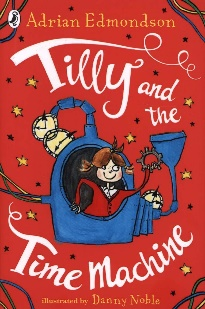 Adrian Edmondson
Tilly
and
the
Time Machine
illustrated by Danny Noble